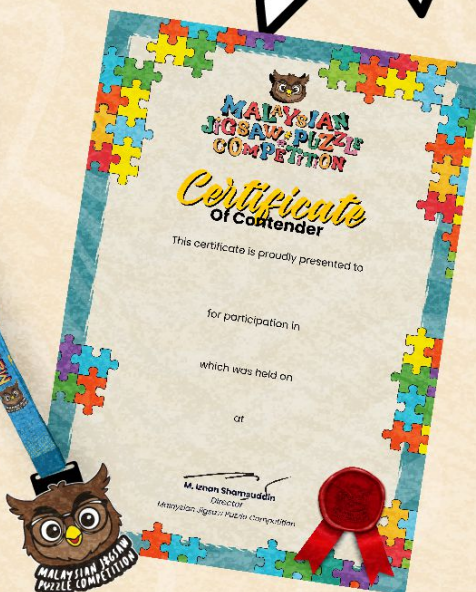 MALAYSIAN
JIGSAW PUZZLE
COMPETITION
Certificate
Of Contender
This certificate is proudly presented to
for participation in
which was held on
at
M. Iznan Shamsuddin
Director
Malaysian Jigsaw Puzzle Competition
MALAYSIAN JIGSAW
PUZZLE COMPETITION